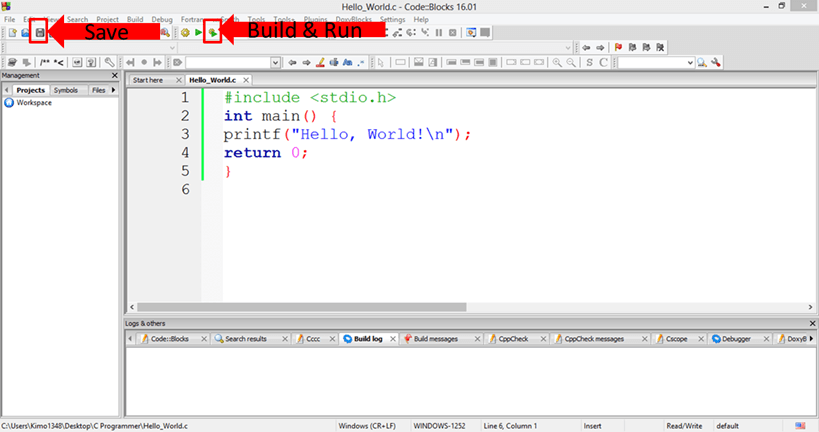 Hello_World.c - Code::Blocks 16.01
File Edit View Search Project Build Debug Fortran Tools Tools+ Plugins DoxyBlocks Settings Help
Save
Build & Run
Management
Start here Hello_World.c
Projects Symbols Files
Workspace
1 #include <stdio.h>
2 int main() {
3 printf("Hello, World!\n");
4 return 0;
5 }
6
Logs & others
Code::Blocks Search results Cccc Build log Build messages CppCheck CppCheck messages Cscope Debugger DoxyB
C:\Users\Kimo1348\Desktop\C Programmer\Hello_World.c Windows (CR+LF) WINDOWS-1252 Line 6, Column 1 Insert Read/Write default